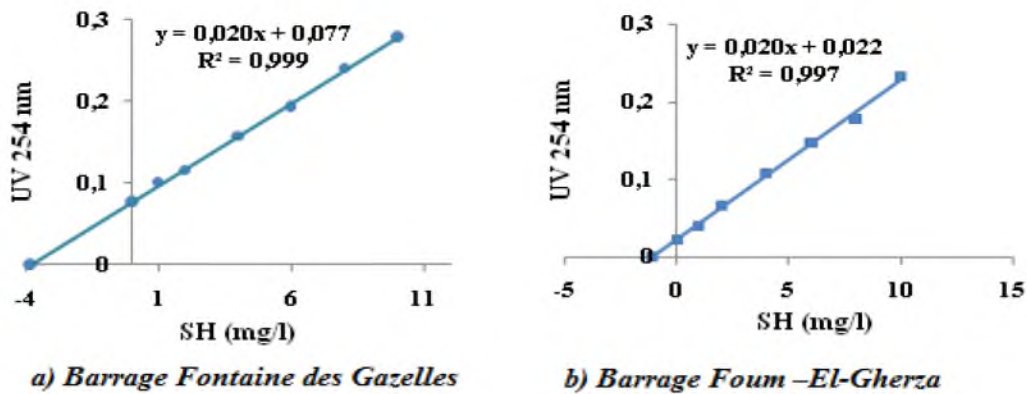 0,3
y = 0,020x + 0,077
R² = 0,999
0,2
0,1
0
UV 254 nm
-4 1 6 11
SH (mg/l)
a) Barrage Fontaine des Gazelles
0,3
y = 0,020x + 0,022
R² = 0,997
0,2
0,1
0
UV 254 nm
-5 0 5 10 15
SH (mg/l)
b) Barrage Foum –El-Gherza